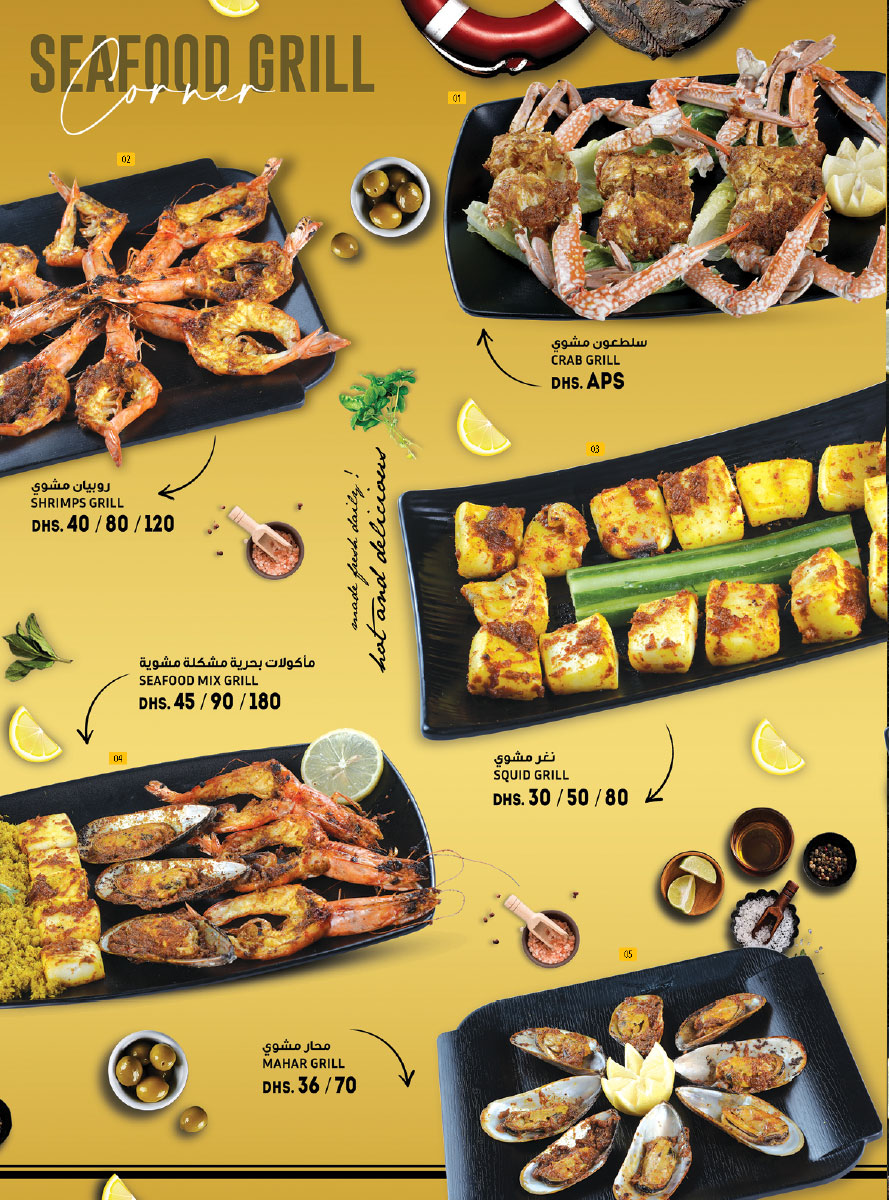 SEAFOOD GRILL
Corner
01
سلطعون مشوي
CRAB GRILL
DHS. APS
02
روبيان مشوي
SHRIMPS GRILL
DHS. 40 / 80 / 120
made fresh daily!
hot and delicious
03
نغر مشوي
SQUID GRILL
DHS. 30 / 50 / 80
مأكولات بحرية مشكلة مشوية
SEAFOOD MIX GRILL
DHS. 45 / 90 / 180
04
05
محار مشوي
MAHAR GRILL
DHS. 36 / 70